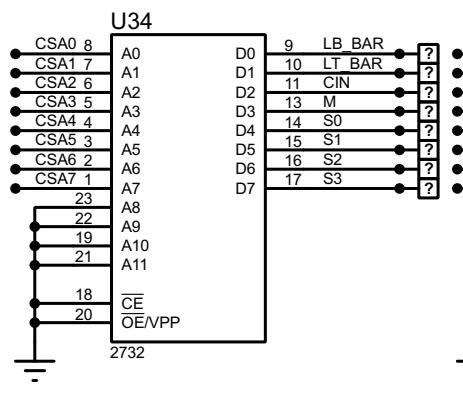 U34
CSA0 8 A0 D0 9 LB_BAR ?
CSA1 7 A1 D1 10 LT_BAR ?
CSA2 6 A2 D2 11 CIN ?
CSA3 5 A3 D3 13 M ?
CSA4 4 A4 D4 14 S0 ?
CSA5 3 A5 D5 15 S1 ?
CSA6 2 A6 D6 16 S2 ?
CSA7 1 A7 D7 17 S3 ?
23 A8
22 A9
19 A10
21 A11
18 CE
20 OE/VPP
2732